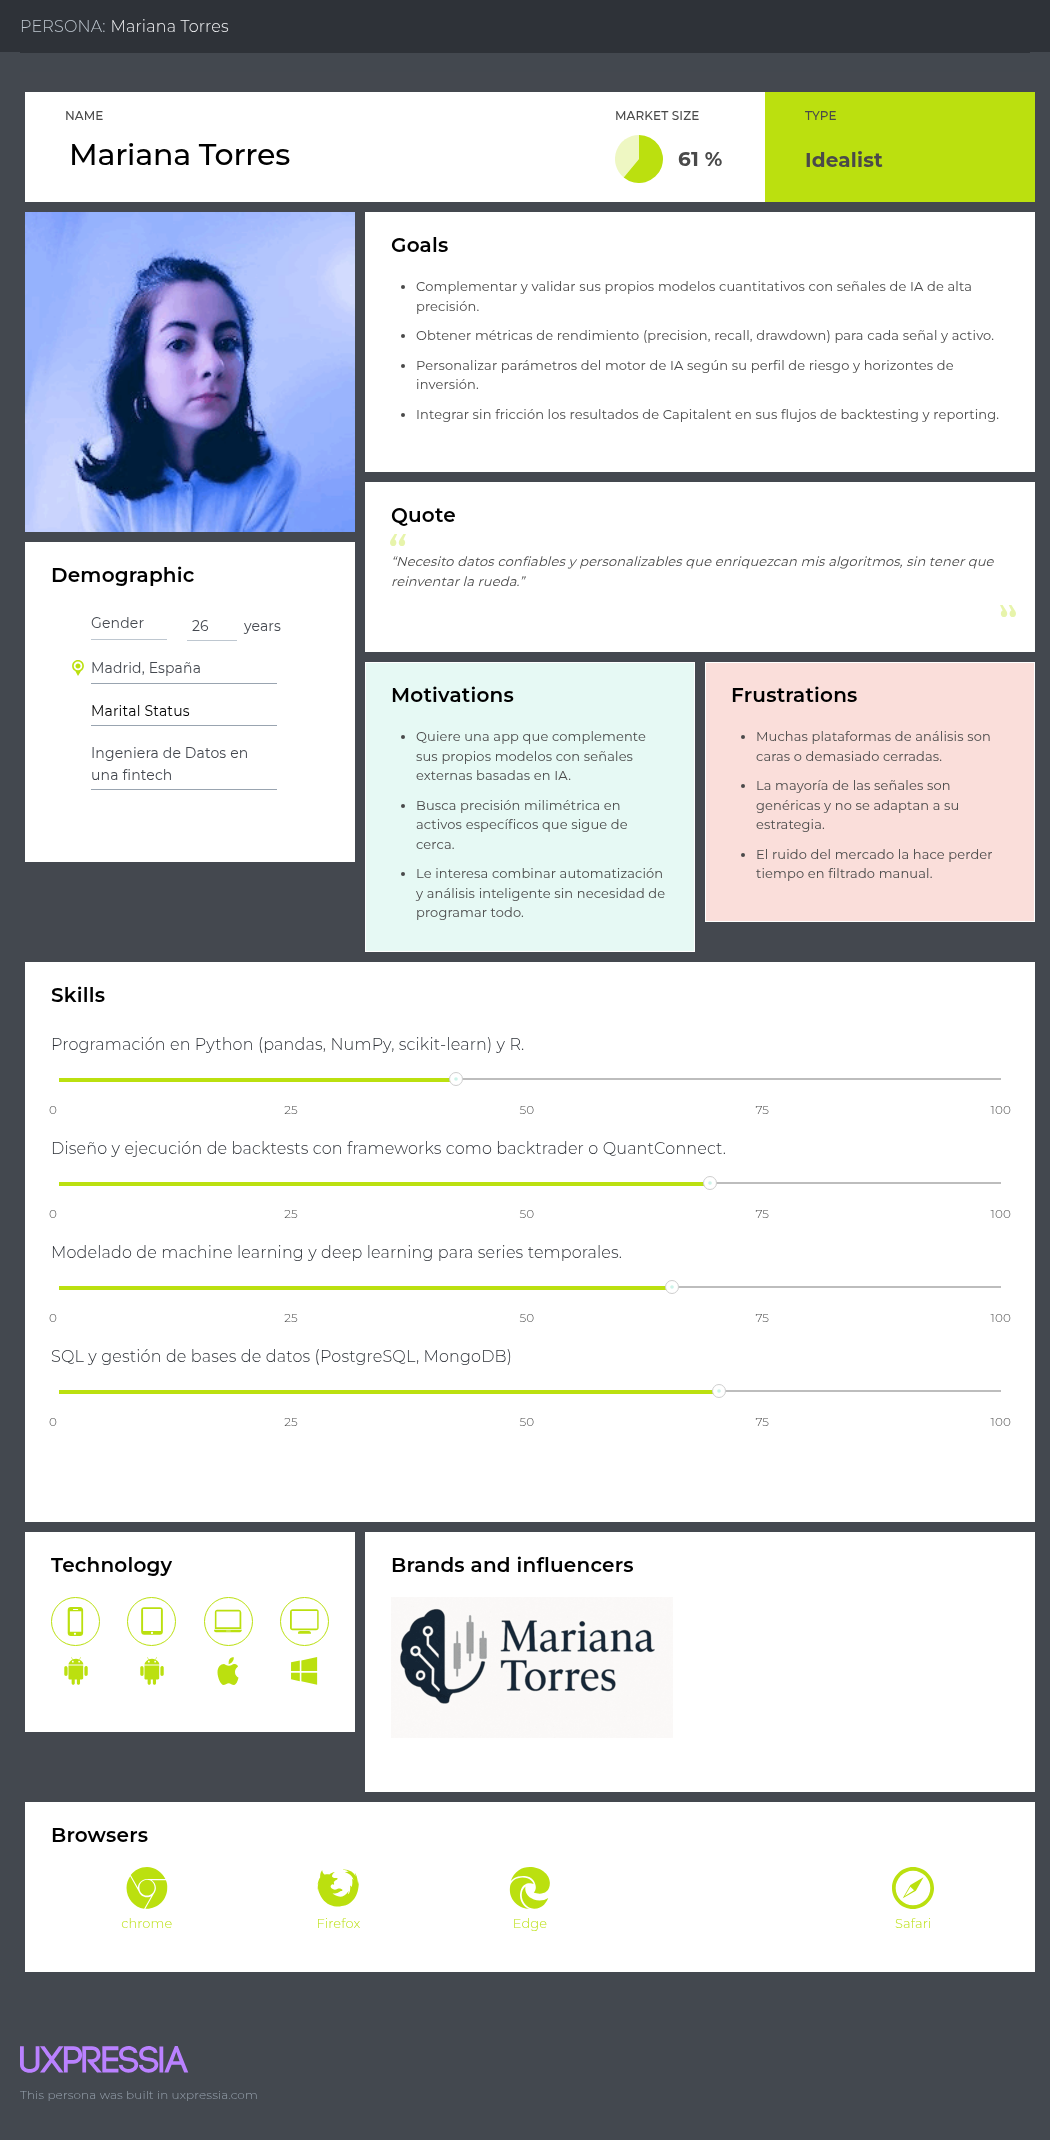 PERSONA: Mariana Torres
NAME
Mariana Torres
MARKET SIZE
61 %
TYPE
Idealist
Goals
Complementar y validar sus propios modelos cuantitativos con señales de IA de alta
precisión.
Obtener métricas de rendimiento (precision, recall, drawdown) para cada señal y activo.
Personalizar parámetros del motor de IA según su perfil de riesgo y horizontes de
inversión.
Integrar sin fricción los resultados de Capitalent en sus flujos de backtesting y reporting.
Quote
“
“Necesito datos confiables y personalizables que enriquezcan mis algoritmos, sin tener que
reinventar la rueda.”
”
Demographic
Gender
26 years
Madrid, España
Marital Status
Ingeniera de Datos en
una fintech
Motivations
Quiere una app que complemente
sus propios modelos con señales
externas basadas en IA.
Busca precisión milimétrica en
activos específicos que sigue de
cerca.
Le interesa combinar automatización
y análisis inteligente sin necesidad de
programar todo.
Frustrations
Muchas plataformas de análisis son
caras o demasiado cerradas.
La mayoría de las señales son
genéricas y no se adaptan a su
estrategia.
El ruido del mercado la hace perder
tiempo en filtrado manual.
Skills
Programación en Python (pandas, NumPy, scikit-learn) y R.
0 25 50 75 100
Diseño y ejecución de backtests con frameworks como backtrader o QuantConnect.
0 25 50 75 100
Modelado de machine learning y deep learning para series temporales.
0 25 50 75 100
SQL y gestión de bases de datos (PostgreSQL, MongoDB)
0 25 50 75 100
Technology
Brands and influencers
Mariana
Torres
Browsers
chrome Firefox Edge Safari
UXPRESSIA
This persona was built in uxpressia.com